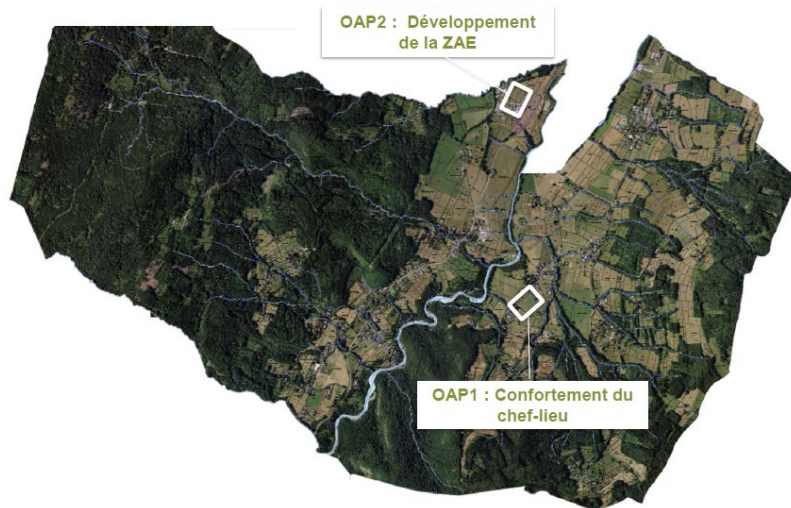 OAP2 : Développement
de la ZAE
OAP1 : Confortement du
chef-lieu